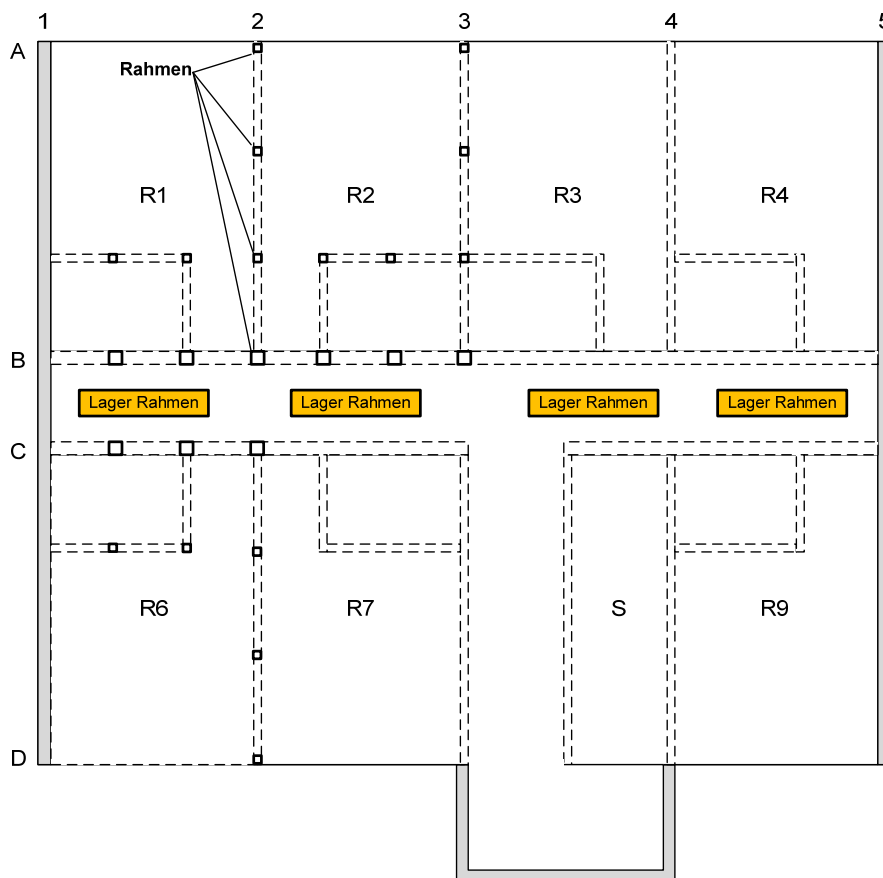 1 2 3 4 5
A
Rahmen
R1 R2 R3 R4
B
Lager Rahmen Lager Rahmen Lager Rahmen Lager Rahmen
C
R6 R7 S R9
D